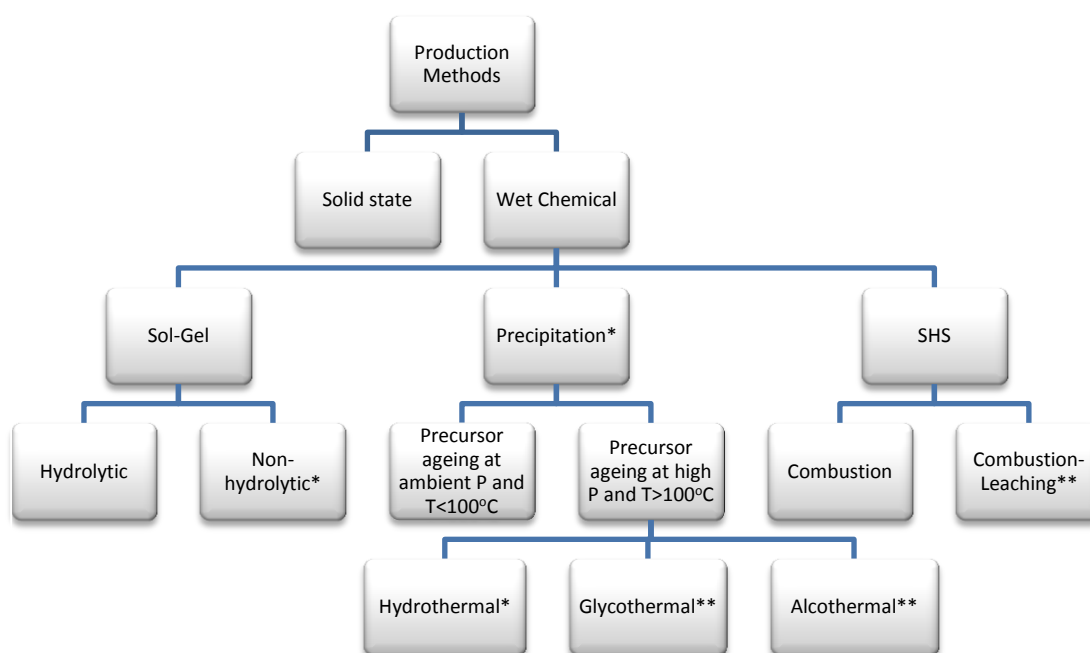 Production
Methods
Solid state
Wet Chemical
Sol-Gel
Precipitation*
SHS
Hydrolytic
Non-
hydrolytic*
Precursor
ageing at
ambient P and
T<100°C
Precursor
ageing at high
P and T>100°C
Combustion
Combustion-
Leaching**
Hydrothermal*
Glycothermal**
Alcothermal**